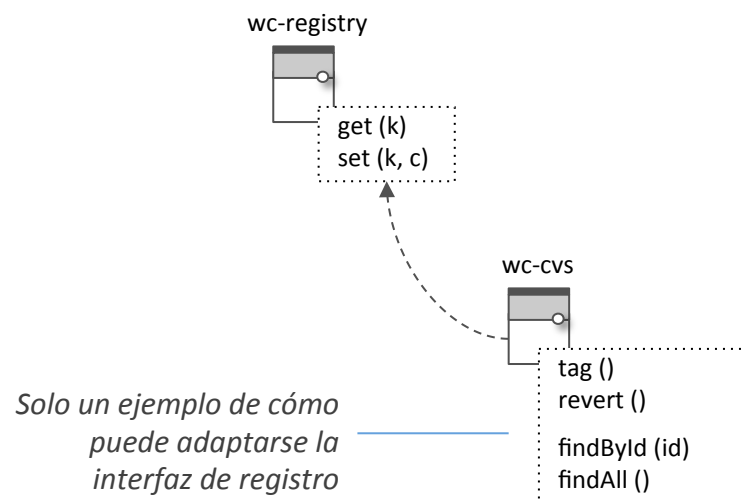 wc-registry
get (k)
set (k, c)
wc-cvs
tag ()
revert ()
Solo un ejemplo de cómo
puede adaptarse la
interfaz de registro
findById (id)
findAll ()